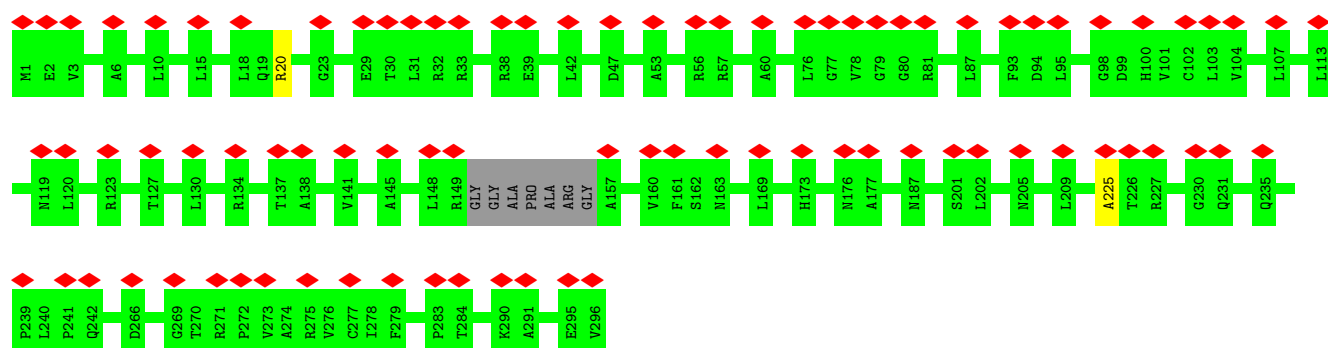 M1 E2 V3 A6 L10 L15 L18 Q19 R20 G23 E29 T30 L31 R32 R33 R38 E39 L42 D47 A53 R56 R57 A60 L76 G77 V78 G79 G80 R81 L87 F93 D94 L95 G98 D99 H100 V101 C102 L103 V104 L107 L113
N119 L120 R123 T127 L130 R134 T137 A138 V141 A145 L148 R149 GLY GLY ALA PRO ALA ARG GLY A157 V160 F161 S162 N163 L169 H173 N176 A177 N187 S201 L202 N205 L209 A225 T226 R227 G230 Q231 Q235
P239 L240 P241 Q242 D266 G269 T270 R271 P272 V273 A274 R275 V276 C277 I278 F279 P283 T284 K290 A291 E295 V296